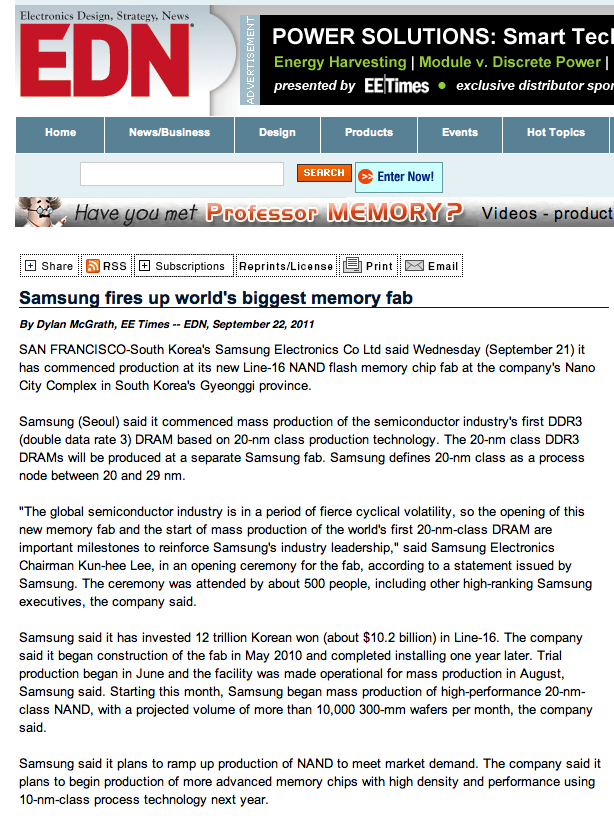 Electronics Design, Strategy, News
EDN
ADVERTISEMENT
POWER SOLUTIONS: Smart Tech
Energy Harvesting | Module v. Discrete Power |
presented by EE Times • exclusive distributor spon
Home News/Business Design Products Events Hot Topics
SEARCH >> Enter Now!
Have you met Professor MEMORY? Videos - product
Share RSS Subscriptions Reprints/License Print Email
Samsung fires up world's biggest memory fab
By Dylan McGrath, EE Times -- EDN, September 22, 2011
SAN FRANCISCO-South Korea's Samsung Electronics Co Ltd said Wednesday (September 21) it
has commenced production at its new Line-16 NAND flash memory chip fab at the company's Nano
City Complex in South Korea's Gyeonggi province.
Samsung (Seoul) said it commenced mass production of the semiconductor industry's first DDR3
(double data rate 3) DRAM based on 20-nm class production technology. The 20-nm class DDR3
DRAMs will be produced at a separate Samsung fab. Samsung defines 20-nm class as a process
node between 20 and 29 nm.
"The global semiconductor industry is in a period of fierce cyclical volatility, so the opening of this
new memory fab and the start of mass production of the world's first 20-nm-class DRAM are
important milestones to reinforce Samsung's industry leadership," said Samsung Electronics
Chairman Kun-hee Lee, in an opening ceremony for the fab, according to a statement issued by
Samsung. The ceremony was attended by about 500 people, including other high-ranking Samsung
executives, the company said.
Samsung said it has invested 12 trillion Korean won (about $10.2 billion) in Line-16. The company
said it began construction of the fab in May 2010 and completed installing one year later. Trial
production began in June and the facility was made operational for mass production in August,
Samsung said. Starting this month, Samsung began mass production of high-performance 20-nm-
class NAND, with a projected volume of more than 10,000 300-mm wafers per month, the company
said.
Samsung said it plans to ramp up production of NAND to meet market demand. The company said it
plans to begin production of more advanced memory chips with high density and performance using
10-nm-class process technology next year.